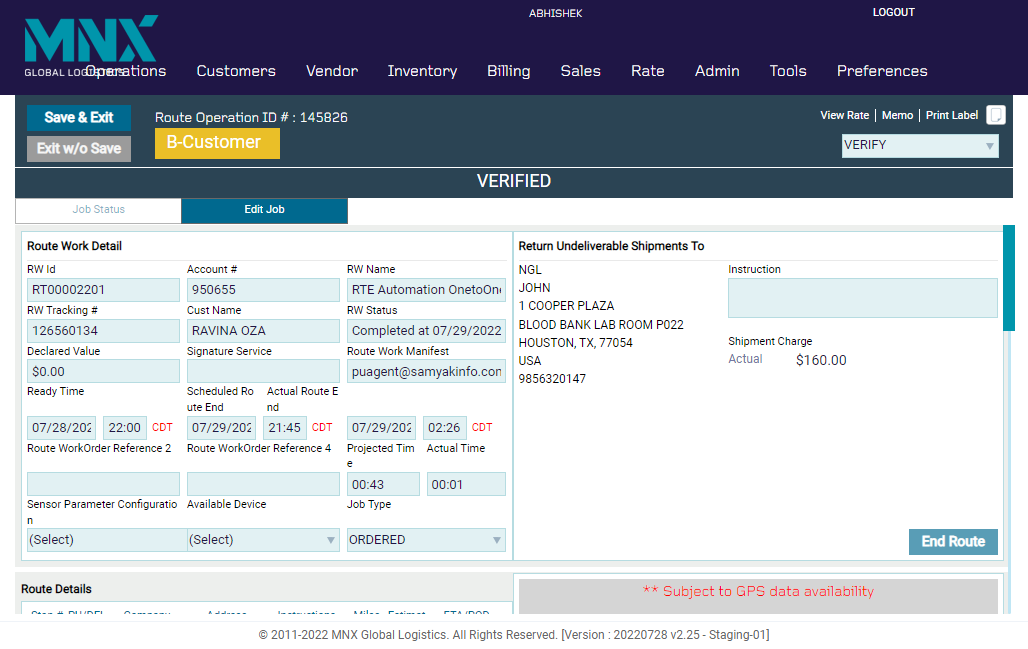 ABHISHEK
LOGOUT
MNX
GLOBAL LOGISTICS
Operations Customers Vendor Inventory Billing Sales Rate Admin Tools Preferences
Save & Exit
Route Operation ID # : 145826
View Rate | Memo | Print Label
Exit w/o Save
B-Customer
VERIFY
VERIFIED
Job Status
Edit Job
Route Work Detail
RW Id Account # RW Name
RT00002201 950655 RTE Automation OnetoOn
RW Tracking # Cust Name RW Status
126560134 RAVINA OZA Completed at 07/29/2022
Declared Value Signature Service Route Work Manifest
$0.00 puagent@samyakinfo.con
Ready Time Scheduled Ro Actual Route E
ute End nd
07/28/202 22:00 CDT 07/29/202 21:45 CDT 07/29/202 02:26 CDT
Route WorkOrder Reference 2 Route WorkOrder Reference 4 Projected Tim Actual Time
e
00:43 00:01
Sensor Parameter Configuratio Available Device Job Type
n
(Select) (Select) ORDERED
Return Undeliverable Shipments To
NGL
JOHN
1 COOPER PLAZA
BLOOD BANK LAB ROOM P022
HOUSTON, TX, 77054
USA
9856320147
Instruction
Shipment Charge
Actual $160.00
End Route
Route Details
Stop # PU/DEL Company Address Instructions Miles Estimat ETA/POD
** Subject to GPS data availability
© 2011-2022 MNX Global Logistics. All Rights Reserved. [Version : 20220728 v2.25 - Staging-01]